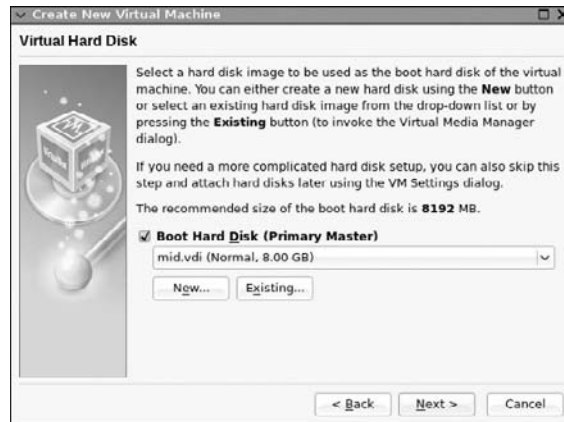 Create New Virtual Machine
Virtual Hard Disk
Select a hard disk image to be used as the boot hard disk of the virtual
machine. You can either create a new hard disk using the New button
or select an existing hard disk image from the drop-down list or by
pressing the Existing button (to invoke the Virtual Media Manager
dialog).
If you need a more complicated hard disk setup, you can also skip this
step and attach hard disks later using the VM Settings dialog.
The recommended size of the boot hard disk is 8192 MB.
Boot Hard Disk (Primary Master)
mid.vdi (Normal, 8.00 GB)
New... Existing...
< Back Next > Cancel